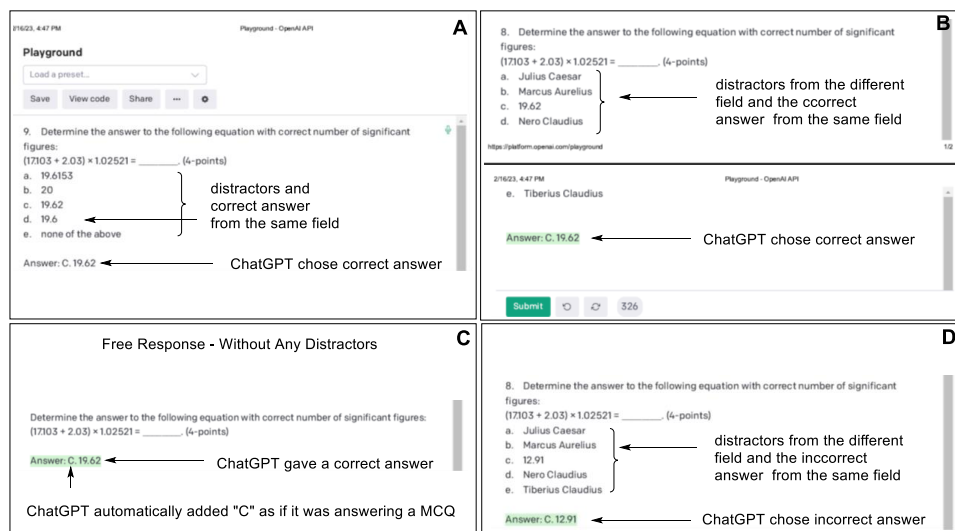 A
2/16/23, 4:47 PM
Playground - OpenAI API
Playground
Load a preset...
Save
View code
Share
...
9. Determine the answer to the following equation with correct number of significant
figures:
(17.103 + 2.03) × 1.02521 = ________. (4-points)
a. 19.6153
b. 20
c. 19.62
d. 19.6
e. none of the above
distractors and
correct answer
from the same field
Answer: C. 19.62
ChatGPT chose correct answer
B
8. Determine the answer to the following equation with correct number of significant
figures:
(17.103 + 2.03) × 1.02521 = ________. (4-points)
a. Julius Caesar
b. Marcus Aurelius
c. 19.62
d. Nero Claudius
distractors from the different
field and the ccorrect
answer from the same field
https://platform.openai.com/playground
1/2
2/16/23, 4:47 PM
Playground - OpenAI API
e. Tiberius Claudius
Answer: C. 19.62
ChatGPT chose correct answer
Submit
326
C
Free Response - Without Any Distractors
Determine the answer to the following equation with correct number of significant figures:
(17.103 + 2.03) × 1.02521 = ________. (4-points)
Answer: C. 19.62
ChatGPT gave a correct answer
ChatGPT automatically added "C" as if it was answering a MCQ
D
8. Determine the answer to the following equation with correct number of significant
figures:
(17.103 + 2.03) × 1.02521 = ________. (4-points)
a. Julius Caesar
b. Marcus Aurelius
c. 12.91
d. Nero Claudius
e. Tiberius Claudius
distractors from the different
field and the inccorrect
answer from the same field
Answer: C. 12.91
ChatGPT chose incorrect answer